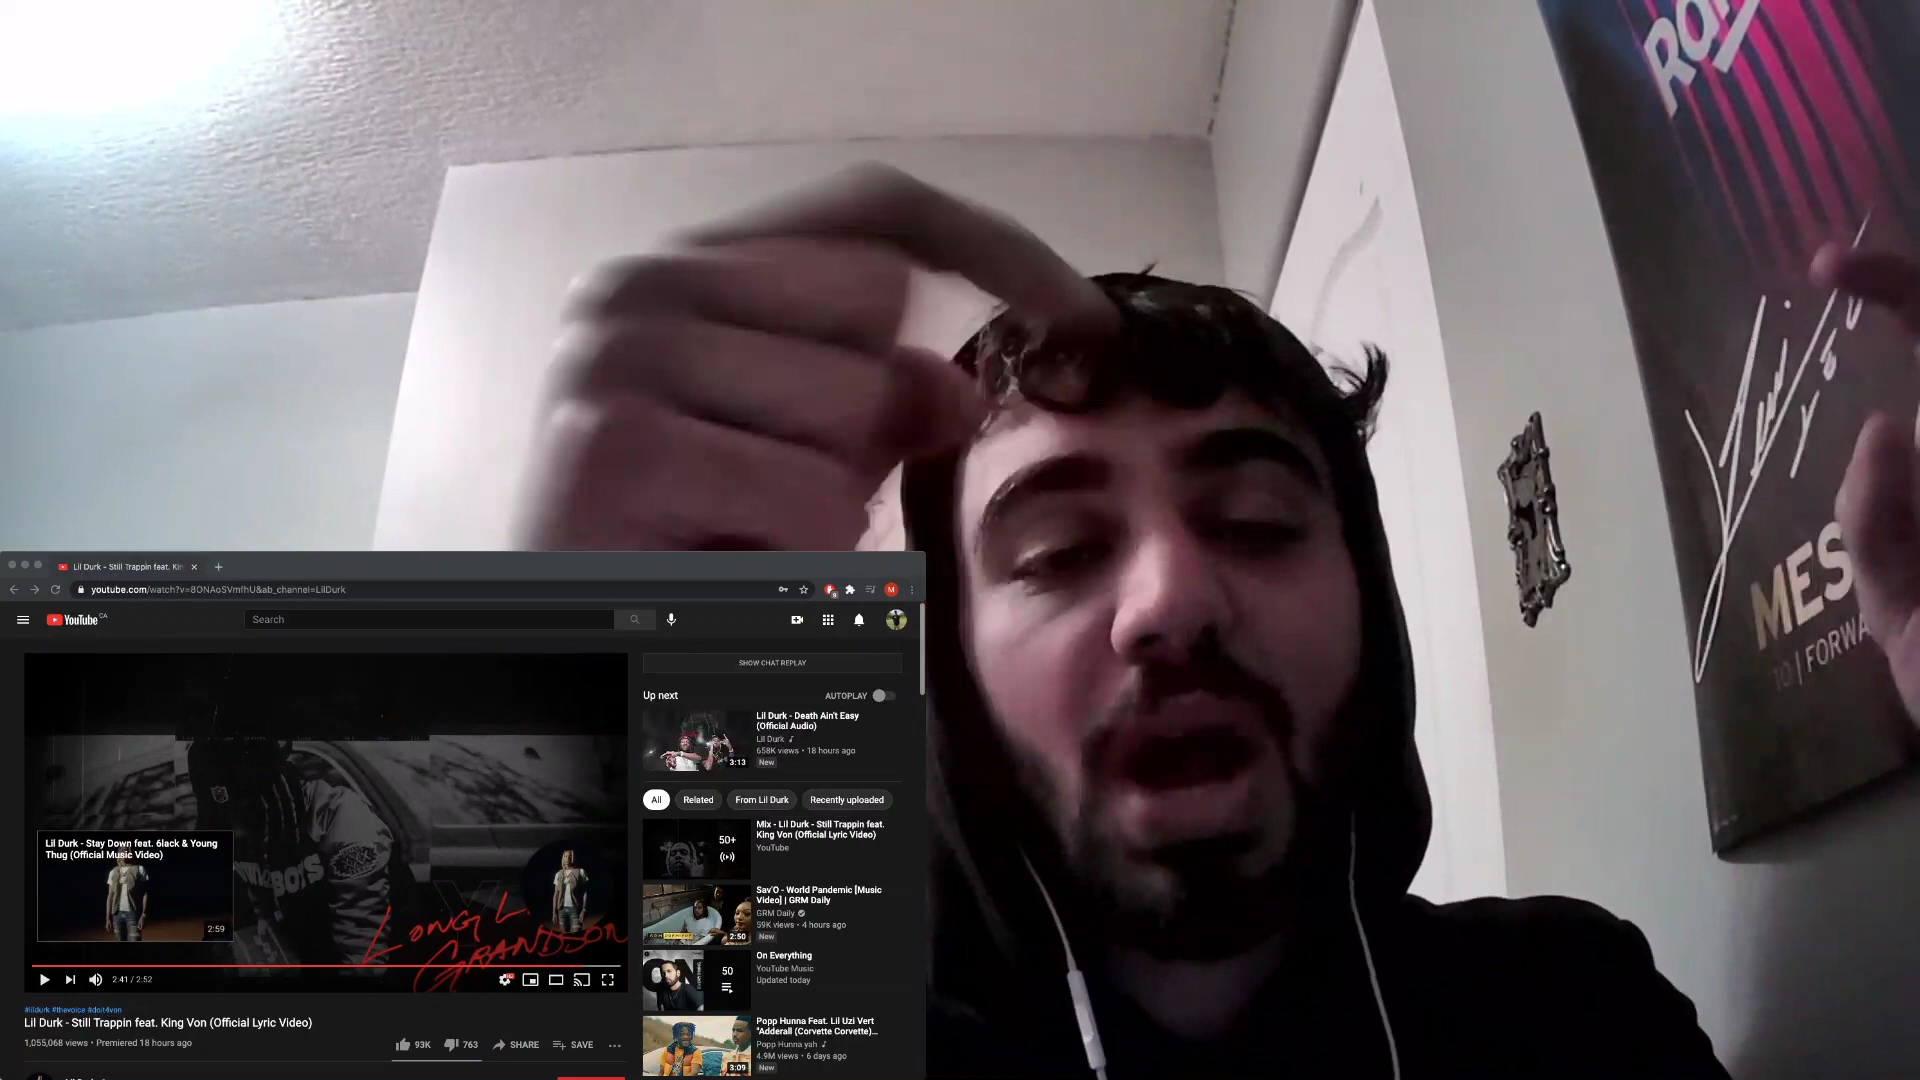 MES
10 | FORWA
Lil Durk - Still Trappin feat. Kin
youtube.com/watch?v=8ONAoSVmfhU&ab_channel=LilDurk
M
YouTube CA
Search
SHOW CHAT REPLAY
Up next
AUTOPLAY
Lil Durk - Death Ain't Easy
(Official Audio)
Lil Durk
658K views • 18 hours ago
New
3:13
All
Related
From Lil Durk
Recently uploaded
Mix - Lil Durk - Still Trappin feat.
King Von (Official Lyric Video)
YouTube
50+
Sav'O - World Pandemic [Music
Video] | GRM Daily
GRM Daily
59K views • 4 hours ago
New
2:50
On Everything
YouTube Music
Updated today
50
Popp Hunna Feat. Lil Uzi Vert
"Adderall (Corvette Corvette)...
Popp Hunna yah
4.9M views • 6 days ago
New
3:09
Lil Durk - Stay Down feat. 6lack & Young
Thug (Official Music Video)
2:59
BOYS
LONG L
GRANDSON
2:41 / 2:52
#lildurk #thevoice #doit4von
Lil Durk - Still Trappin feat. King Von (Official Lyric Video)
1,055,068 views • Premiered 18 hours ago
93K
763
SHARE
SAVE